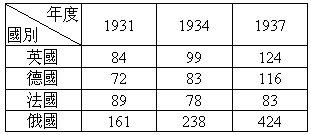 年度
國別 1931 1934 1937
英國 84 99 124
德國 72 83 116
法國 89 78 83
俄國 161 238 424